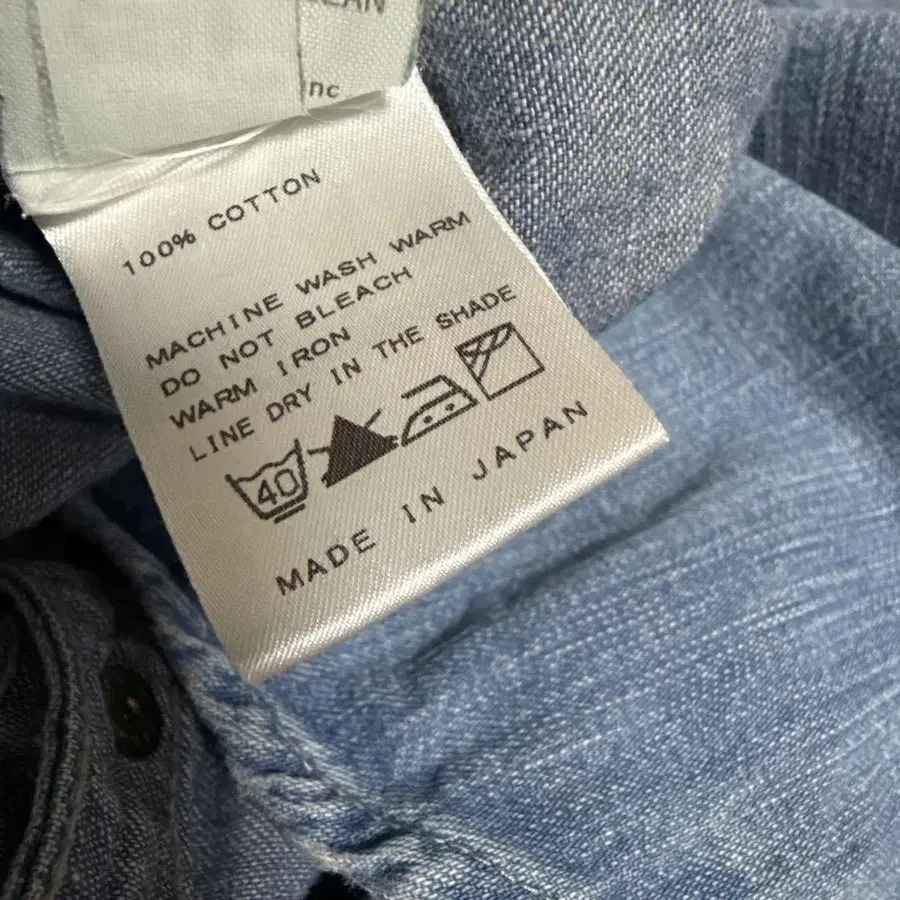 nc
100% COTTON
MACHINE WASH WARM
DO NOT BLEACH
WARM IRON
LINE DRY IN THE SHADE
40
MADE IN JAPAN